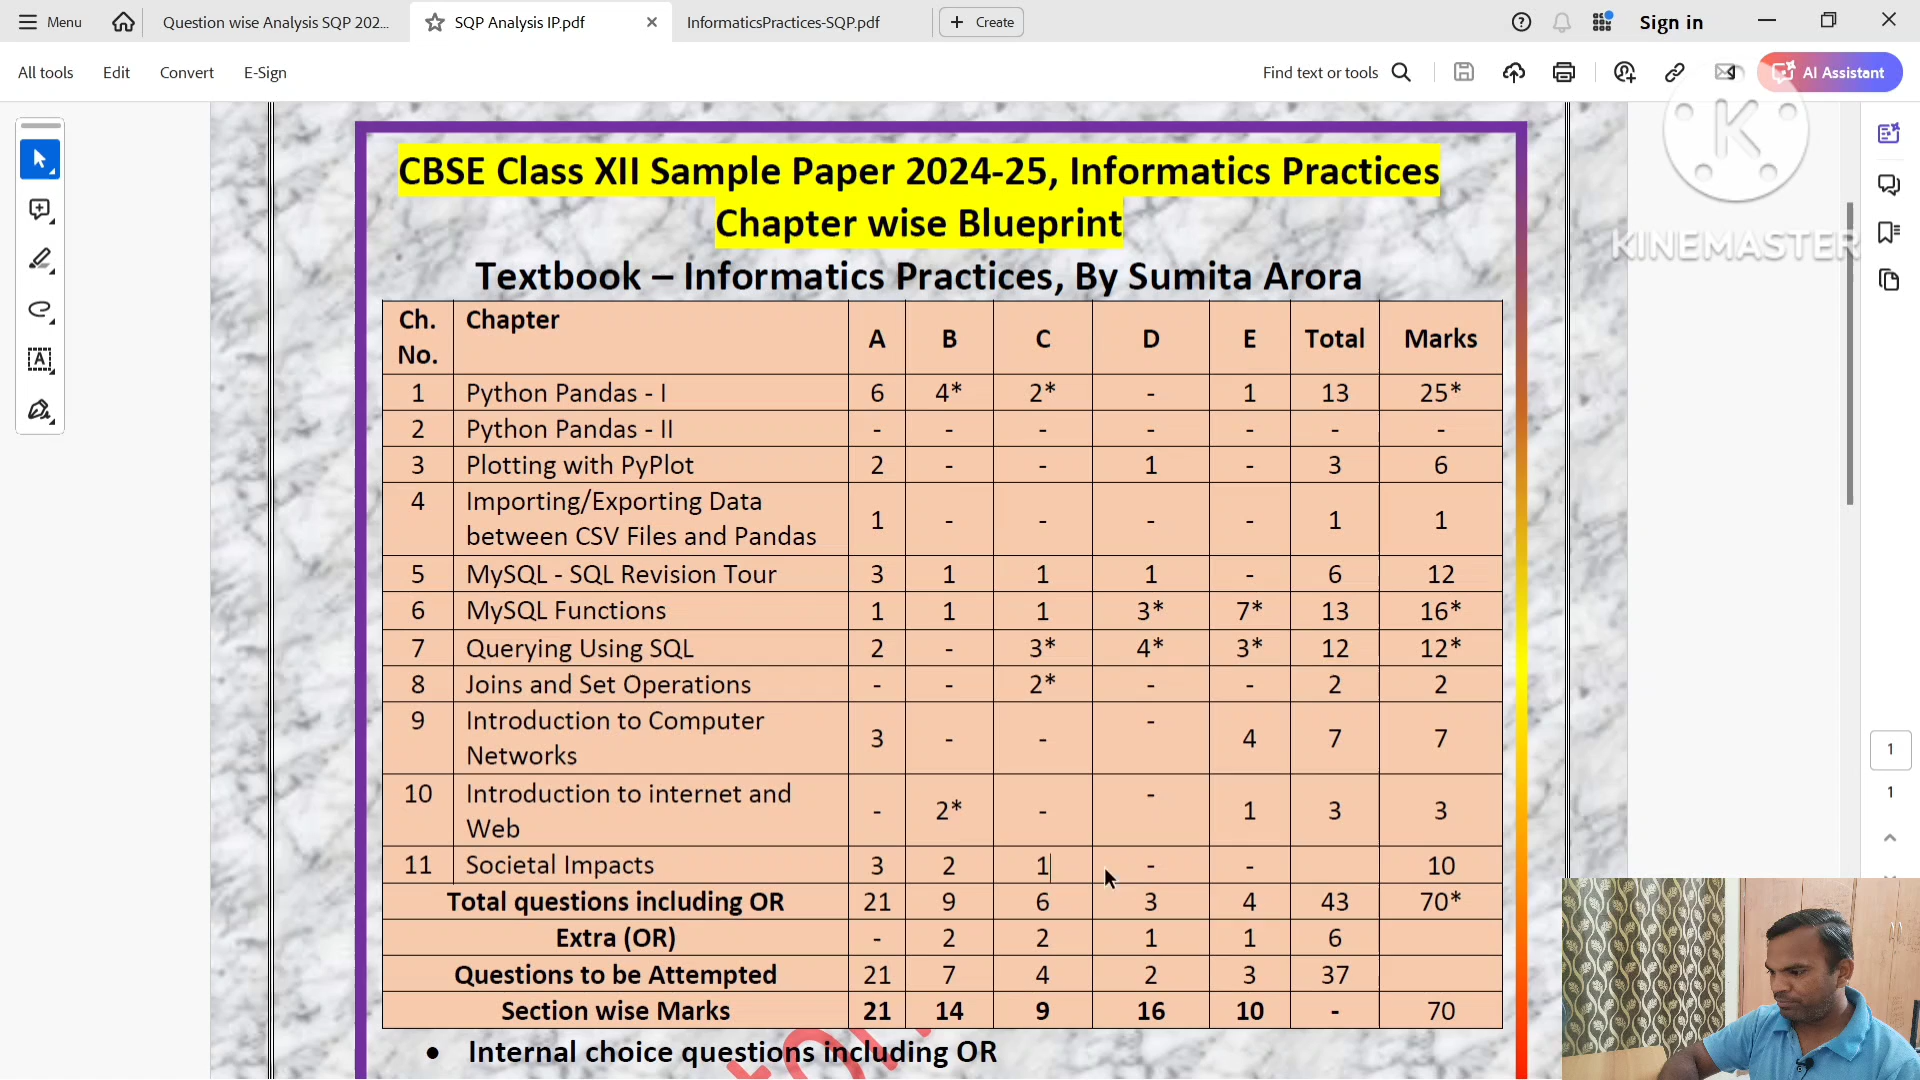 Menu
Question wise Analysis SQP 202...
SQP Analysis IP.pdf
InformaticsPractices-SQP.pdf
Create
Sign in
All tools Edit Convert E-Sign
Find text or tools
AI Assistant
K
KINEMASTER
CBSE Class XII Sample Paper 2024-25, Informatics Practices
Chapter wise Blueprint
Textbook – Informatics Practices, By Sumita Arora
Ch. No. Chapter A B C D E Total Marks
1 Python Pandas - I 6 4* 2* - 1 13 25*
2 Python Pandas - II - - - - - - -
3 Plotting with PyPlot 2 - - 1 - 3 6
4 Importing/Exporting Data
between CSV Files and Pandas 1 - - - - 1 1
5 MySQL - SQL Revision Tour 3 1 1 1 - 6 12
6 MySQL Functions 1 1 1 3* 7* 13 16*
7 Querying Using SQL 2 - 3* 4* 3* 12 12*
8 Joins and Set Operations - - 2* - - 2 2
9 Introduction to Computer
Networks 3 - - - 4 7 7
10 Introduction to internet and
Web - 2* - - 1 3 3
11 Societal Impacts 3 2 1 - - 10
Total questions including OR 21 9 6 3 4 43 70*
Extra (OR) - 2 2 1 1 6
Questions to be Attempted 21 7 4 2 3 37
Section wise Marks 21 14 9 16 10 - 70
• Internal choice questions including OR
1
1